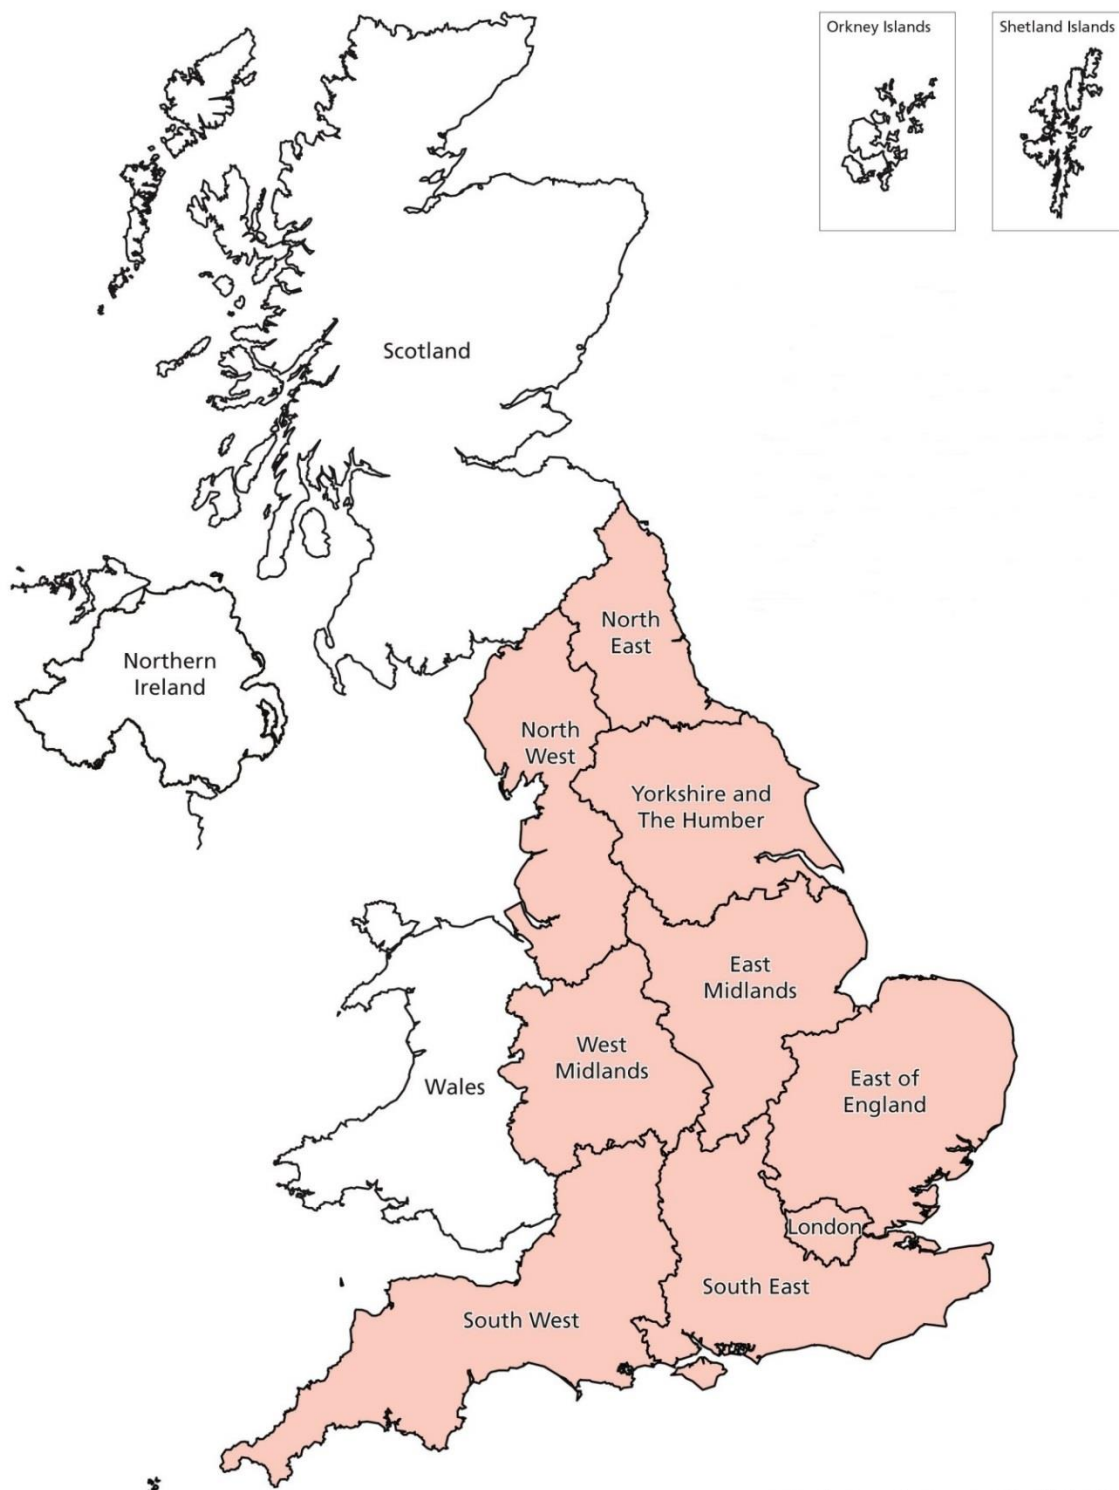 Orkney Islands
Shetland Islands
Scotland
North
East
Northern
Ireland
North
West
Yorkshire and
The Humber
East
Midlands
West
Midlands
Wales
East of
England
London
South East
South West